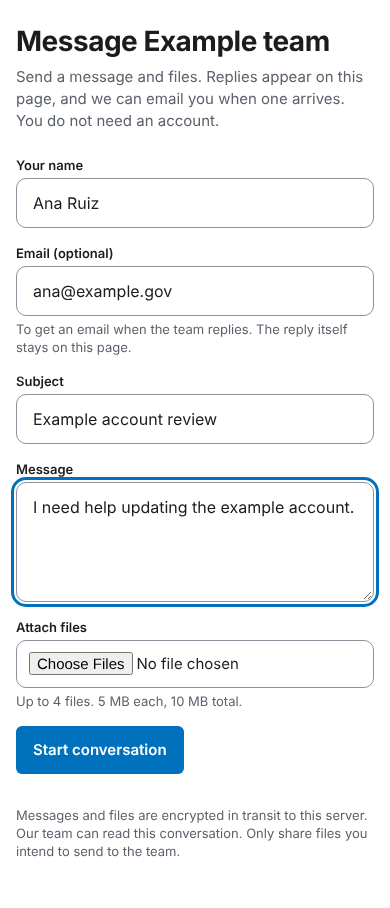 Message Example team
Send a message and files. Replies appear on this
page, and we can email you when one arrives.
You do not need an account.
Your name
Ana Ruiz
Email (optional)
ana@example.gov
To get an email when the team replies. The reply itself
stays on this page.
Subject
Example account review
Message
I need help updating the example account.
Attach files
Choose Files No file chosen
Up to 4 files. 5 MB each, 10 MB total.
Start conversation
Messages and files are encrypted in transit to this server.
Our team can read this conversation. Only share files you
intend to send to the team.